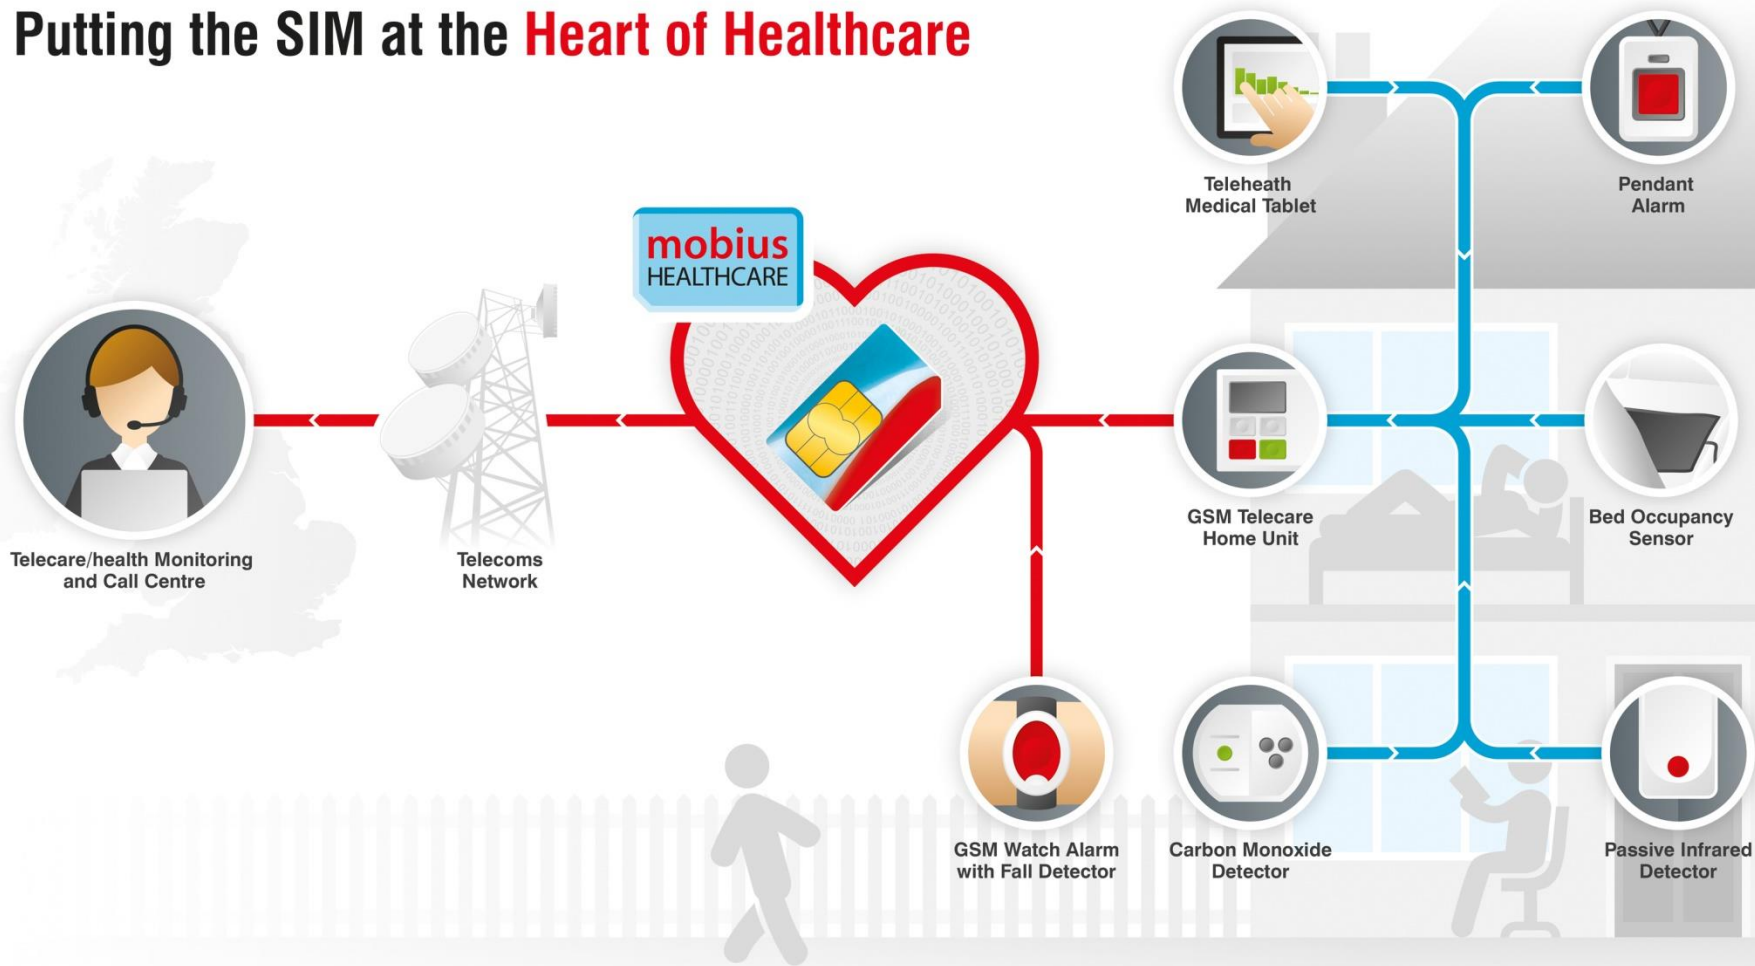 Putting the SIM at the Heart of Healthcare
mobius
HEALTHCARE
Teleheath
Medical Tablet
Pendant
Alarm
Telecare/health Monitoring
and Call Centre
Telecoms
Network
GSM Telecare
Home Unit
Bed Occupancy
Sensor
GSM Watch Alarm
with Fall Detector
Carbon Monoxide
Detector
Passive Infrared
Detector